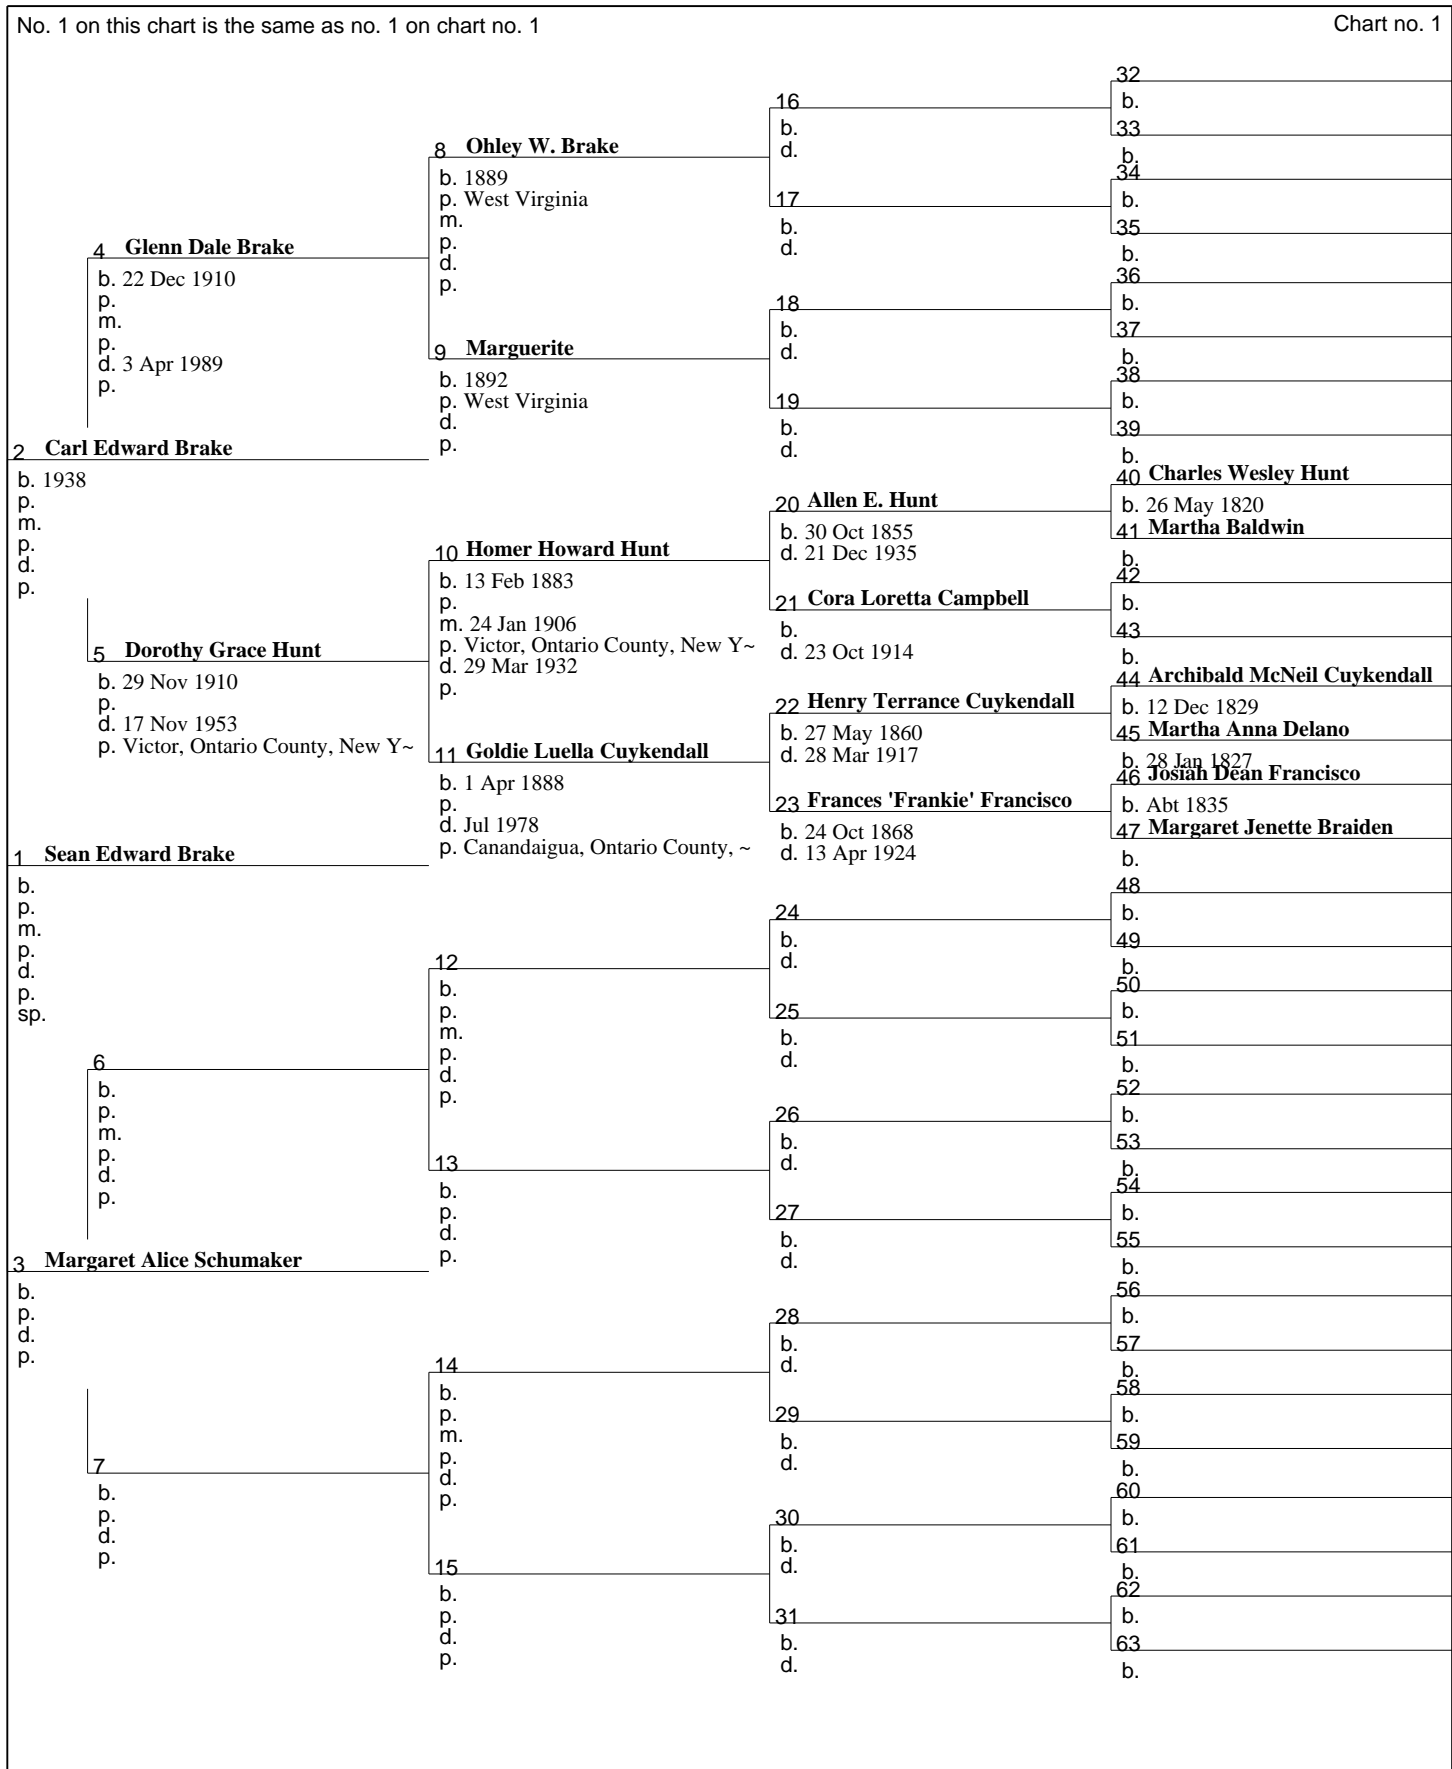 No. 1 on this chart is the same as no. 1 on chart no. 1
Chart no. 1
1 Sean Edward Brake
b.
p.
m.
p.
d.
p.
sp.
2 Carl Edward Brake
b. 1938
p.
m.
p.
d.
p.
3 Margaret Alice Schumaker
b.
p.
d.
p.
4 Glenn Dale Brake
b. 22 Dec 1910
p.
m.
p.
d. 3 Apr 1989
p.
5 Dorothy Grace Hunt
b. 29 Nov 1910
p.
d. 17 Nov 1953
p. Victor, Ontario County, New Y~
6
b.
p.
m.
p.
d.
p.
7
b.
p.
d.
p.
8 Ohley W. Brake
b. 1889
p. West Virginia
m.
p.
d.
p.
9 Marguerite
b. 1892
p. West Virginia
d.
p.
10 Homer Howard Hunt
b. 13 Feb 1883
p.
m. 24 Jan 1906
p. Victor, Ontario County, New Y~
d. 29 Mar 1932
p.
11 Goldie Luella Cuykendall
b. 1 Apr 1888
p.
d. Jul 1978
p. Canandaigua, Ontario County, ~
12
b.
p.
m.
p.
d.
p.
13
b.
p.
d.
p.
14
b.
p.
m.
p.
d.
p.
15
b.
p.
d.
p.
16
b.
d.
17
b.
d.
18
b.
d.
19
b.
d.
20 Allen E. Hunt
b. 30 Oct 1855
d. 21 Dec 1935
21 Cora Loretta Campbell
b.
d. 23 Oct 1914
22 Henry Terrance Cuykendall
b. 27 May 1860
d. 28 Mar 1917
23 Frances 'Frankie' Francisco
b. 24 Oct 1868
d. 13 Apr 1924
24
b.
d.
25
b.
d.
26
b.
d.
27
b.
d.
28
b.
d.
29
b.
d.
30
b.
d.
31
b.
d.
32
b.
33
b.
34
b.
35
b.
36
b.
37
b.
38
b.
39
b.
40 Charles Wesley Hunt
b. 26 May 1820
41 Martha Baldwin
b.
42
b.
43
b.
44 Archibald McNeil Cuykendall
b. 12 Dec 1829
45 Martha Anna Delano
b. 28 Jan 1827
46 Josiah Dean Francisco
b. Abt 1835
47 Margaret Jenette Braiden
b.
48
b.
49
b.
50
b.
51
b.
52
b.
53
b.
54
b.
55
b.
56
b.
57
b.
58
b.
59
b.
60
b.
61
b.
62
b.
63
b.